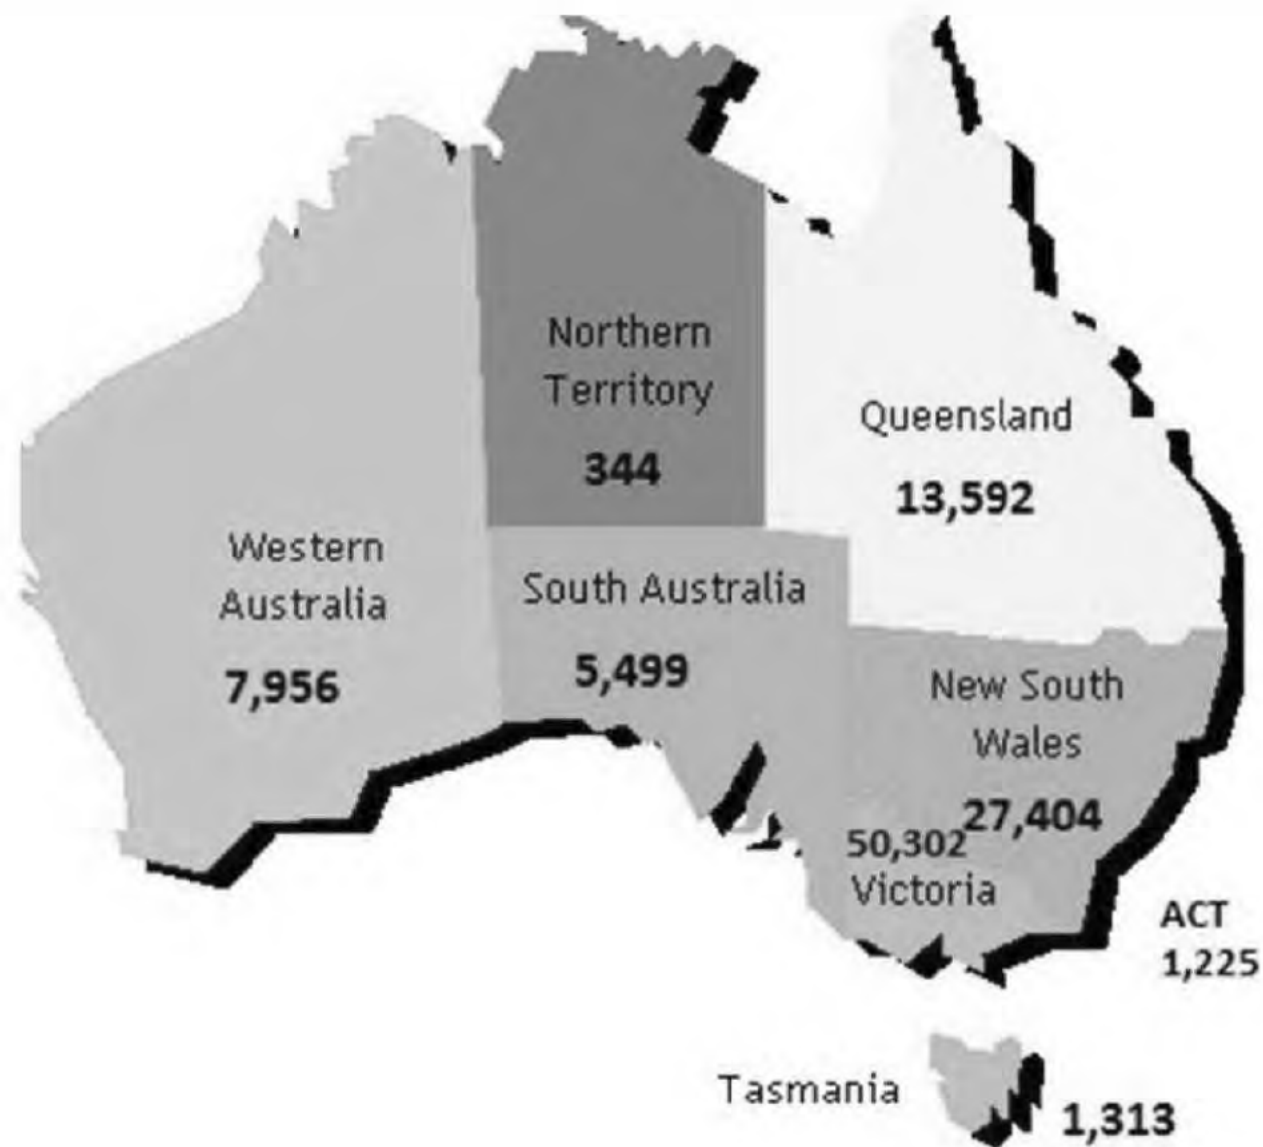 Northern
Territory
344
Queensland
13,592
Western
Australia
7,956
South Australia
5,499
New South
Wales
27,404
50,302
Victoria
ACT
1,225
Tasmania
1,313